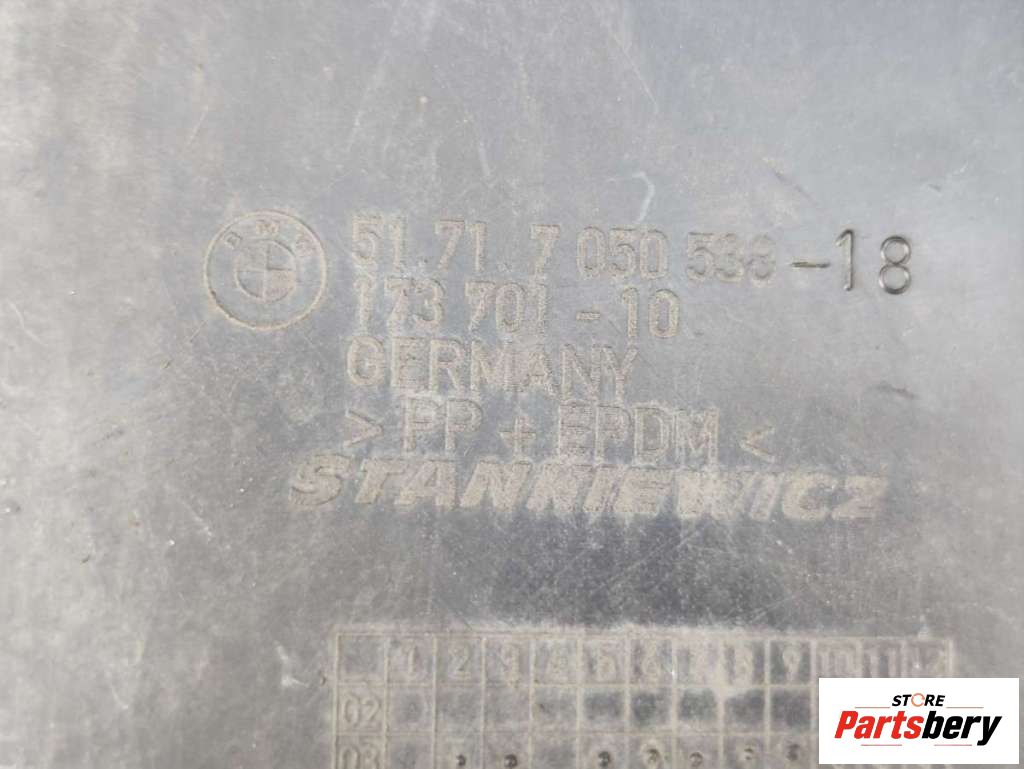 BMW
51.71.7 050 538-18
173 701-10
GERMANY
> PP + EPDM <
STANKIEWICZ
1 2 3 4 5 6 7 8 9 10 11 12
02
03
STORE
Partsbery